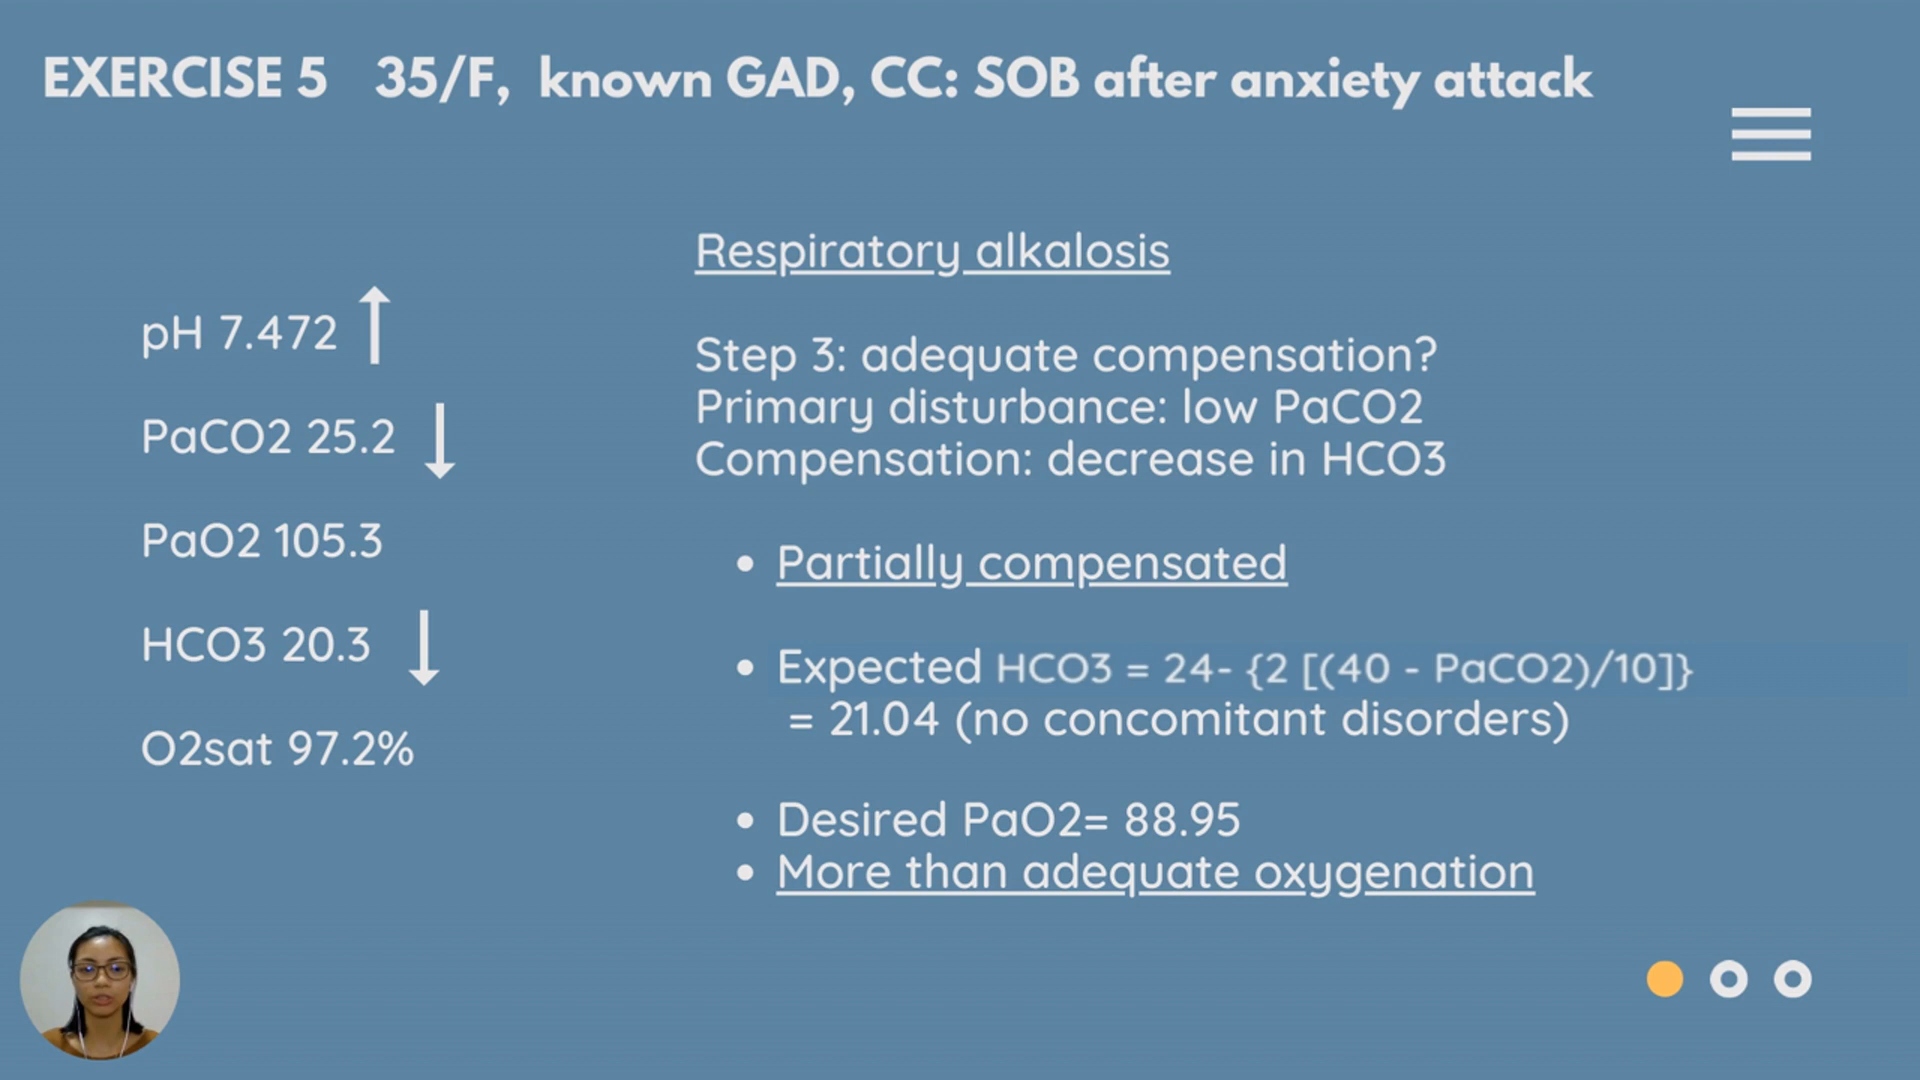 EXERCISE 5 35/F, known GAD, CC: SOB after anxiety attack
pH 7.472
PaCO2 25.2
PaO2 105.3
HCO3 20.3
O2sat 97.2%
Respiratory alkalosis
Step 3: adequate compensation?
Primary disturbance: low PaCO2
Compensation: decrease in HCO3
• Partially compensated
• Expected HCO3 = 24- {2 [(40 - PaCO2)/10]}
= 21.04 (no concomitant disorders)
• Desired PaO2= 88.95
• More than adequate oxygenation